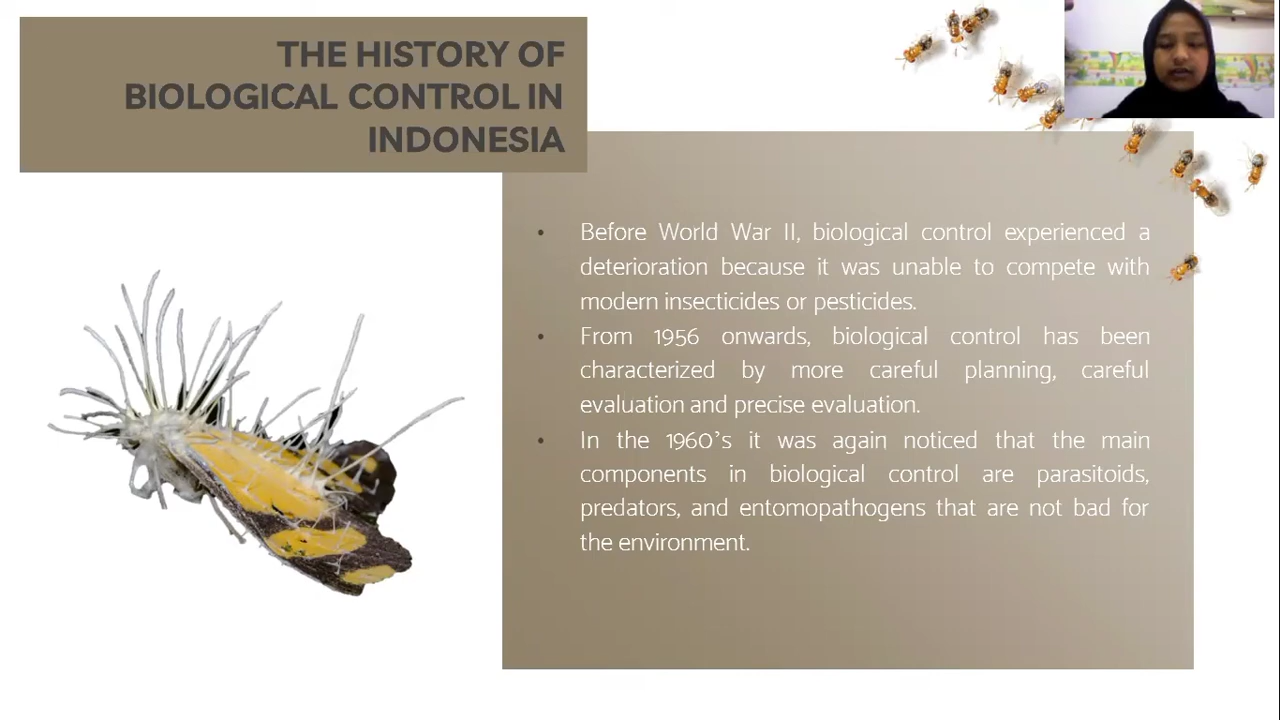 THE HISTORY OF
BIOLOGICAL CONTROL IN
INDONESIA
• Before World War II, biological control experienced a
deterioration because it was unable to compete with
modern insecticides or pesticides.
• From 1956 onwards, biological control has been
characterized by more careful planning, careful
evaluation and precise evaluation.
• In the 1960's it was again noticed that the main
components in biological control are parasitoids,
predators, and entomopathogens that are not bad for
the environment.